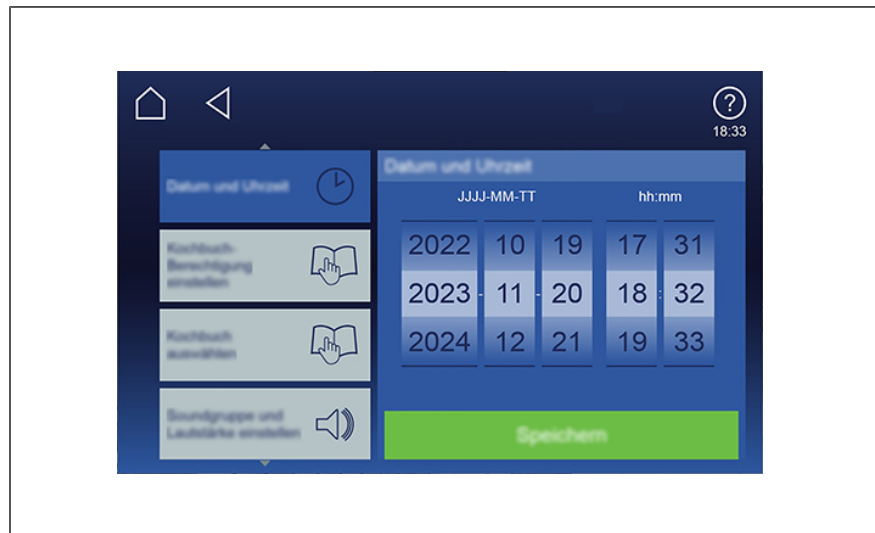 ?
18:33
Datum und Uhrzeit
Kochbuch-
Berechtigung
einstellen
Kochbuch
auswählen
Soundgruppe und
Lautstärke einstellen
Datum und Uhrzeit
JJJJ-MM-TT hh:mm
2022 10 19 17 31
2023 - 11 - 20 18 : 32
2024 12 21 19 33
Speichern